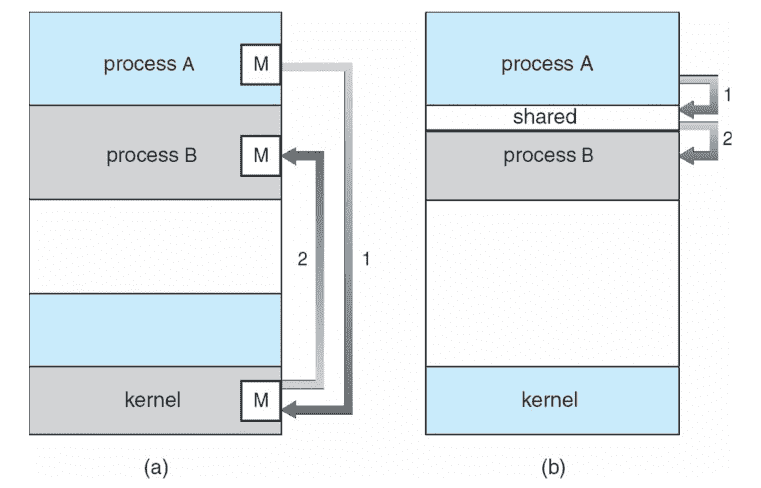 process A
M
process B
M
2
1
kernel
M
(a)
process A
1
shared
2
process B
kernel
(b)